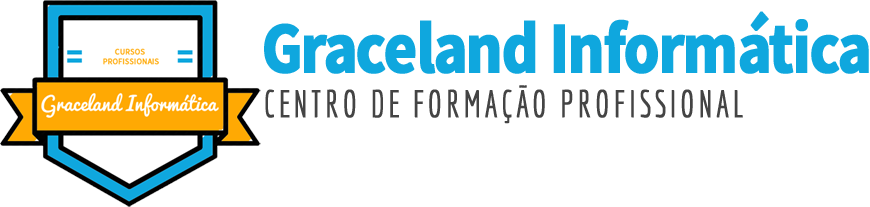 CURSOS
PROFISSIONAIS
Graceland Informática
Graceland Informática
CENTRO DE FORMAÇÃO PROFISSIONAL